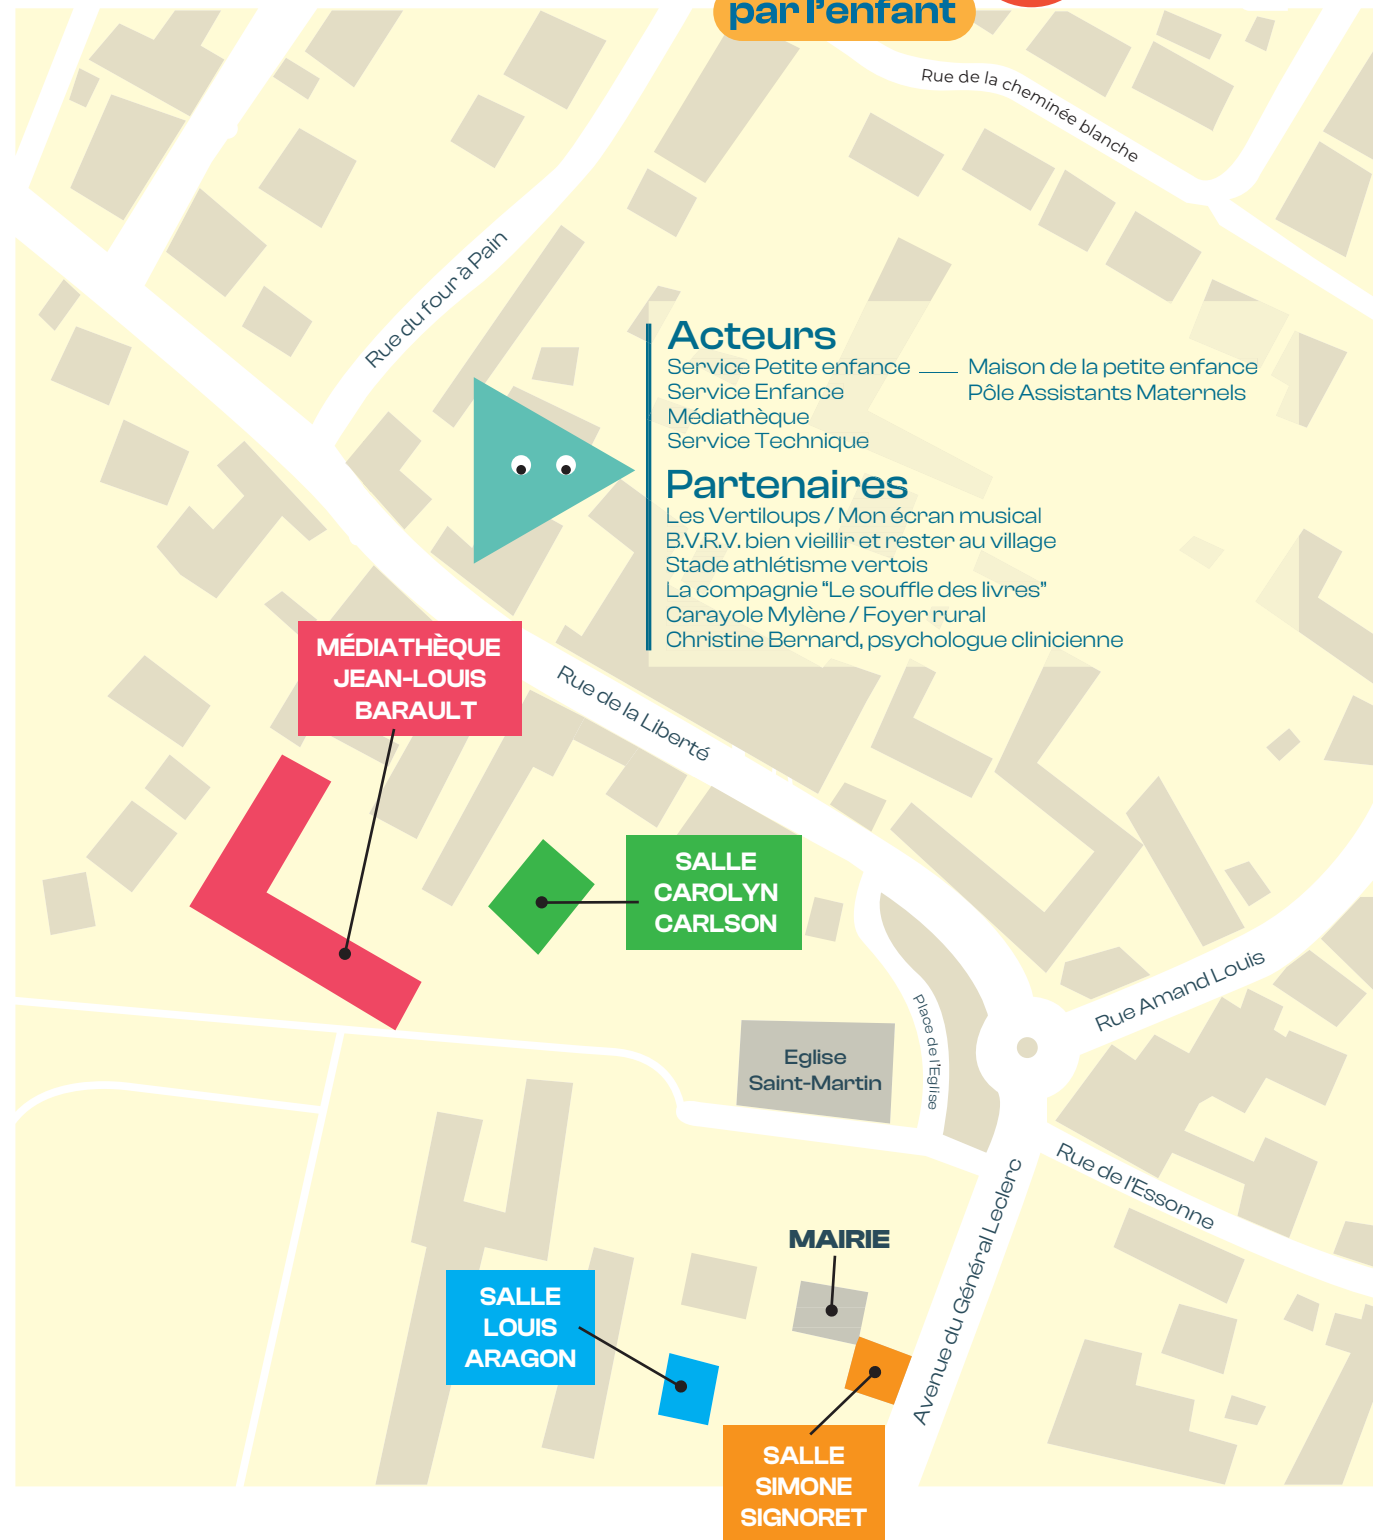 par l'enfant
Rue de la cheminée blanche
Rue du four à Pain
Acteurs
Service Petite enfance
Maison de la petite enfance
Service Enfance
Pôle Assistants Maternels
Médiathèque
Service Technique
Partenaires
Les Vertiloups / Mon écran musical
B.V.R.V. bien vieillir et rester au village
Stade athlétisme vertois
La compagnie “Le souffle des livres”
Carayole Mylène / Foyer rural
Christine Bernard, psychologue clinicienne
MÉDIATHÈQUE
JEAN-LOUIS
BARAULT
Rue de la Liberté
SALLE
CAROLYN
CARLSON
Rue Amand Louis
Place de l'Eglise
Eglise
Saint-Martin
Rue de l'Essonne
Avenue du Général Leclerc
MAIRIE
SALLE
LOUIS
ARAGON
SALLE
SIMONE
SIGNORET